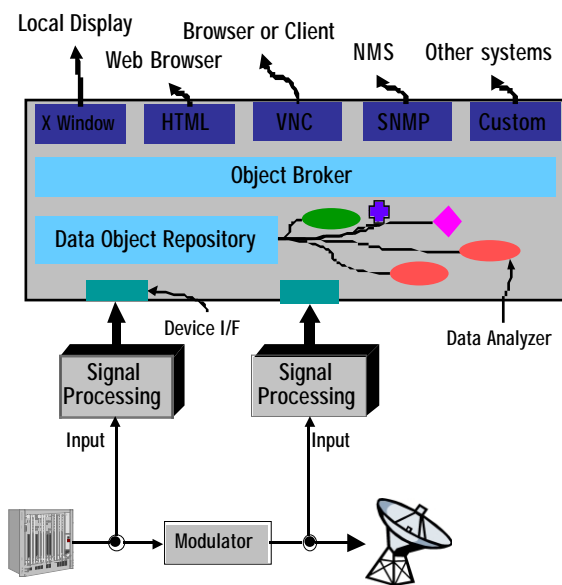 Local Display
Web Browser
Browser or Client
NMS
Other systems
X Window
HTML
VNC
SNMP
Custom
Object Broker
Data Object Repository
Device I/F
Data Analyzer
Signal
Processing
Signal
Processing
Input
Input
Modulator